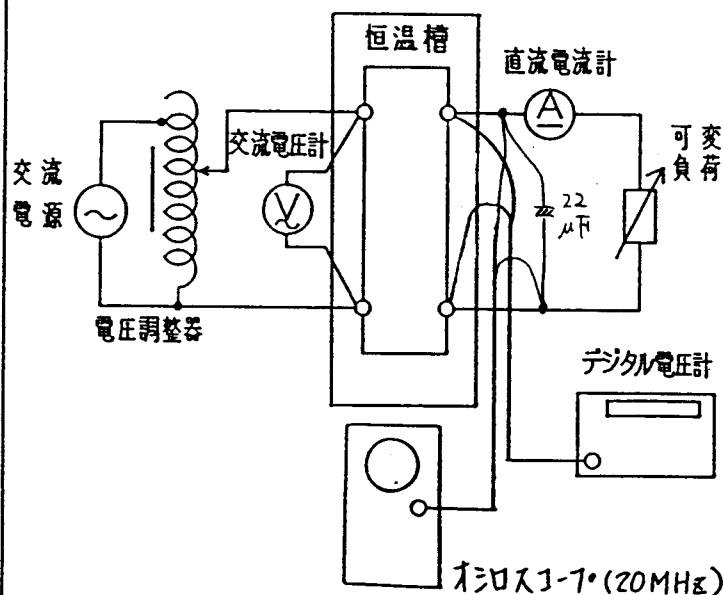 恒温槽
直流電流計
A
可変
負荷
交流電圧計
交流
電源
V
22
μF
電圧調整器
デジタル電圧計
オシロスコープ(20MHz)